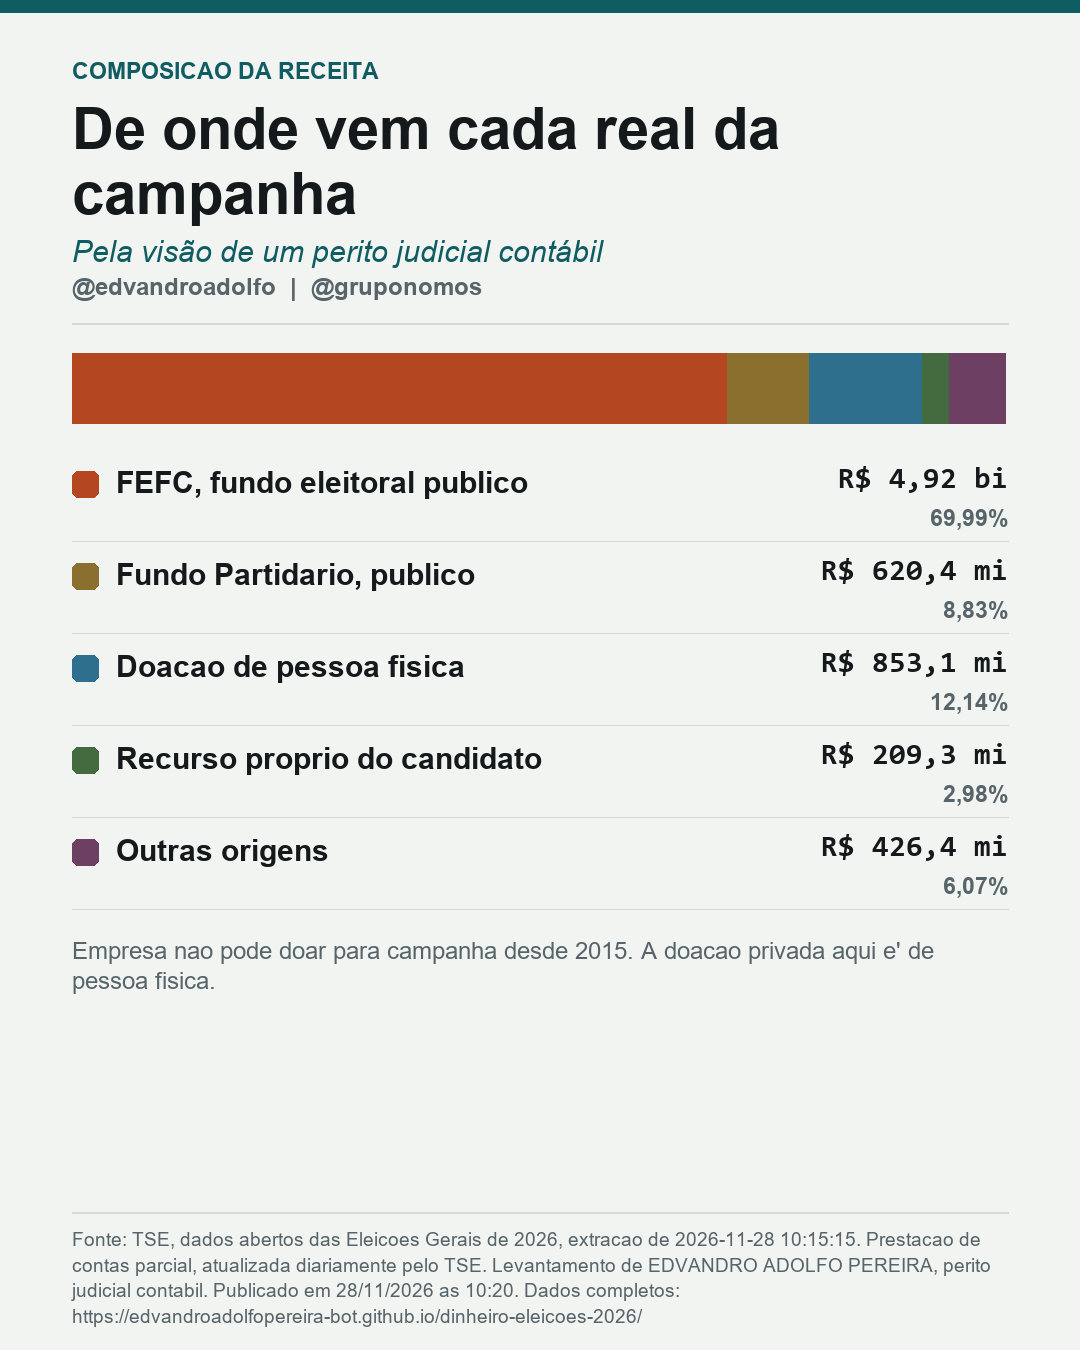 COMPOSICAO DA RECEITA
De onde vem cada real da
campanha
Pela visão de um perito judicial contábil
@edvandroadolfo | @gruponomos
FEFC, fundo eleitoral publico
R$ 4,92 bi
69,99%
Fundo Partidario, publico
R$ 620,4 mi
8,83%
Doacao de pessoa fisica
R$ 853,1 mi
12,14%
Recurso proprio do candidato
R$ 209,3 mi
2,98%
Outras origens
R$ 426,4 mi
6,07%
Empresa nao pode doar para campanha desde 2015. A doacao privada aqui e' de
pessoa fisica.
Fonte: TSE, dados abertos das Eleicoes Gerais de 2026, extracao de 2026-11-28 10:15:15. Prestacao de
contas parcial, atualizada diariamente pelo TSE. Levantamento de EDVANDRO ADOLFO PEREIRA, perito
judicial contabil. Publicado em 28/11/2026 as 10:20. Dados completos:
https://edvandroadolfopereira-bot.github.io/dinheiro-eleicoes-2026/